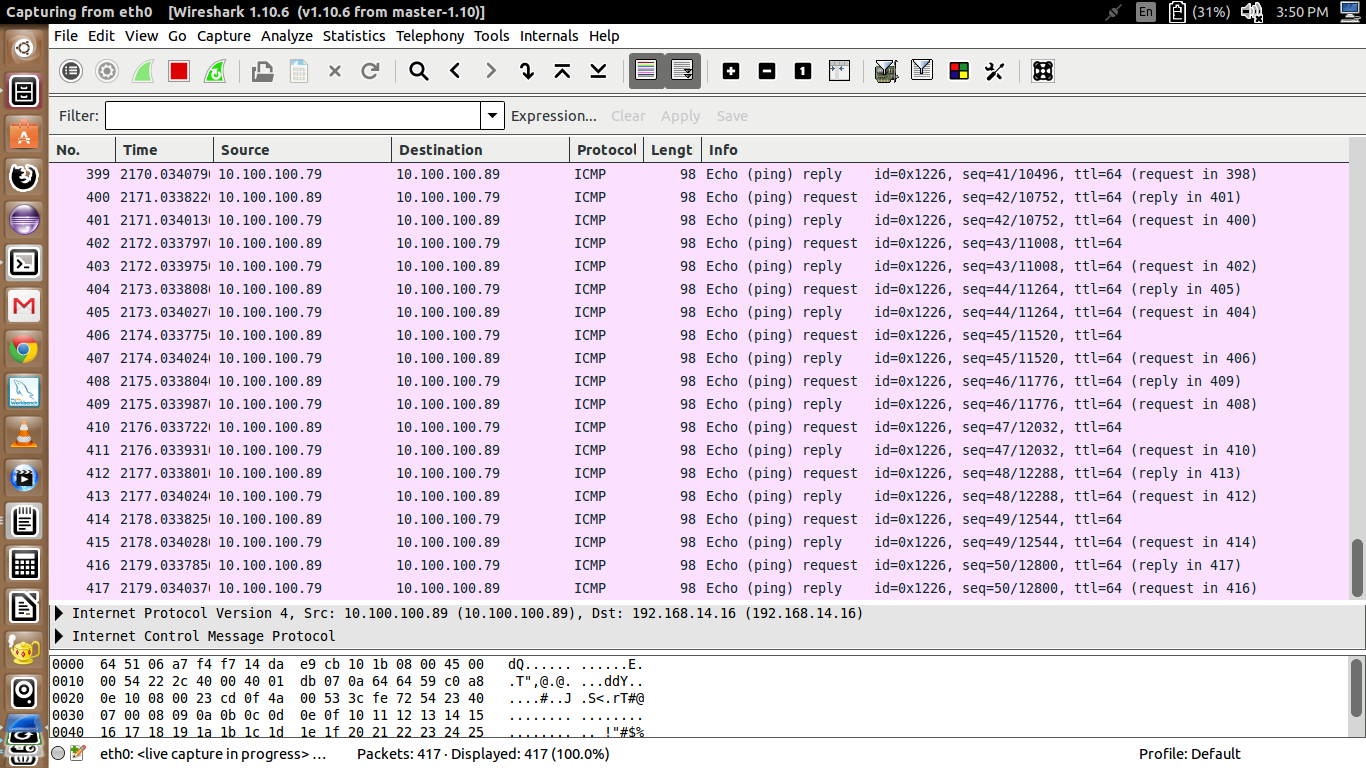 Capturing from eth0 [Wireshark 1.10.6 (v1.10.6 from master-1.10)] En (31%) 3:50 PM
File Edit View Go Capture Analyze Statistics Telephony Tools Internals Help
Filter: Expression... Clear Apply Save
No. Time Source Destination Protocol Lengt Info
399 2170.034079 10.100.100.79 10.100.100.89 ICMP 98 Echo (ping) reply id=0x1226, seq=41/10496, ttl=64 (request in 398)
400 2171.033822 10.100.100.89 10.100.100.79 ICMP 98 Echo (ping) request id=0x1226, seq=42/10752, ttl=64 (reply in 401)
401 2171.034013 10.100.100.79 10.100.100.89 ICMP 98 Echo (ping) reply id=0x1226, seq=42/10752, ttl=64 (request in 400)
402 2172.033797 10.100.100.89 10.100.100.79 ICMP 98 Echo (ping) request id=0x1226, seq=43/11008, ttl=64
403 2172.033975 10.100.100.79 10.100.100.89 ICMP 98 Echo (ping) reply id=0x1226, seq=43/11008, ttl=64 (request in 402)
404 2173.033808 10.100.100.89 10.100.100.79 ICMP 98 Echo (ping) request id=0x1226, seq=44/11264, ttl=64 (reply in 405)
405 2173.034027 10.100.100.79 10.100.100.89 ICMP 98 Echo (ping) reply id=0x1226, seq=44/11264, ttl=64 (request in 404)
406 2174.033775 10.100.100.89 10.100.100.79 ICMP 98 Echo (ping) request id=0x1226, seq=45/11520, ttl=64
407 2174.034024 10.100.100.79 10.100.100.89 ICMP 98 Echo (ping) reply id=0x1226, seq=45/11520, ttl=64 (request in 406)
408 2175.033804 10.100.100.89 10.100.100.79 ICMP 98 Echo (ping) request id=0x1226, seq=46/11776, ttl=64 (reply in 409)
409 2175.033987 10.100.100.79 10.100.100.89 ICMP 98 Echo (ping) reply id=0x1226, seq=46/11776, ttl=64 (request in 408)
410 2176.033722 10.100.100.89 10.100.100.79 ICMP 98 Echo (ping) request id=0x1226, seq=47/12032, ttl=64
411 2176.033931 10.100.100.79 10.100.100.89 ICMP 98 Echo (ping) reply id=0x1226, seq=47/12032, ttl=64 (request in 410)
412 2177.033801 10.100.100.89 10.100.100.79 ICMP 98 Echo (ping) request id=0x1226, seq=48/12288, ttl=64 (reply in 413)
413 2177.034024 10.100.100.79 10.100.100.89 ICMP 98 Echo (ping) reply id=0x1226, seq=48/12288, ttl=64 (request in 412)
414 2178.033825 10.100.100.89 10.100.100.79 ICMP 98 Echo (ping) request id=0x1226, seq=49/12544, ttl=64
415 2178.034028 10.100.100.79 10.100.100.89 ICMP 98 Echo (ping) reply id=0x1226, seq=49/12544, ttl=64 (request in 414)
416 2179.033785 10.100.100.89 10.100.100.79 ICMP 98 Echo (ping) request id=0x1226, seq=50/12800, ttl=64 (reply in 417)
417 2179.034037 10.100.100.79 10.100.100.89 ICMP 98 Echo (ping) reply id=0x1226, seq=50/12800, ttl=64 (request in 416)
Internet Protocol Version 4, Src: 10.100.100.89 (10.100.100.89), Dst: 192.168.14.16 (192.168.14.16)
Internet Control Message Protocol
0000 64 51 06 a7 f4 f7 14 da e9 cb 10 1b 08 00 45 00 dQ...... ......E.
0010 00 54 22 2c 40 00 40 01 db 07 0a 64 64 59 c0 a8 .T",@.@. ...ddY..
0020 0e 10 08 00 23 cd 0f 4a 00 53 3c fe 72 54 23 40 ....#..J .S<.rT#@
0030 07 00 08 09 0a 0b 0c 0d 0e 0f 10 11 12 13 14 15 ........ ........
0040 16 17 18 19 1a 1b 1c 1d 1e 1f 20 21 22 23 24 25 ........ .. !"#$%
eth0: <live capture in progress> ... Packets: 417 · Displayed: 417 (100.0%) Profile: Default